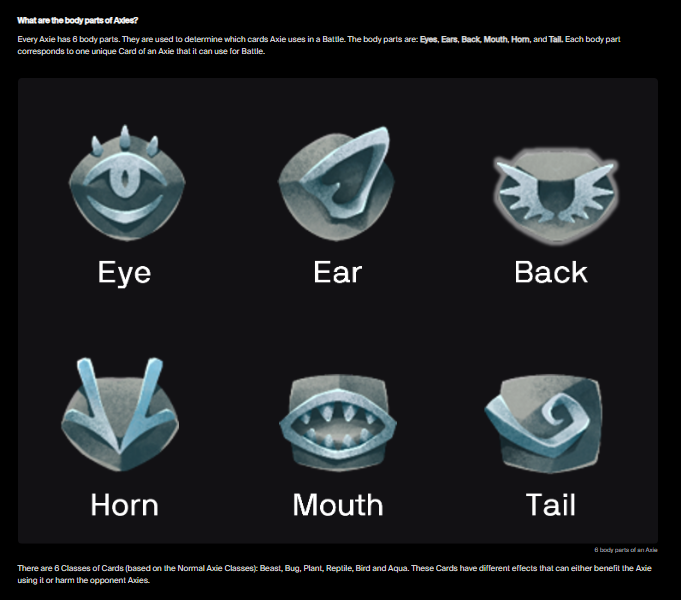 What are the body parts of Axies?
Every Axie has 6 body parts. They are used to determine which cards Axie uses in a Battle. The body parts are: Eyes, Ears, Back, Mouth, Horn, and Tail. Each body part
corresponds to one unique Card of an Axie that it can use for Battle.
Eye Ear Back
Horn Mouth Tail
6 body parts of an Axie
There are 6 Classes of Cards (based on the Normal Axie Classes): Beast, Bug, Plant, Reptile, Bird and Aqua. These Cards have different effects that can either benefit the Axie
using it or harm the opponent Axies.